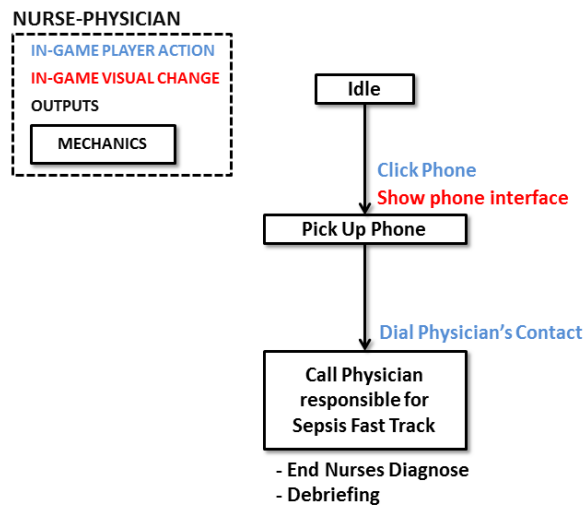 NURSE-PHYSICIAN
IN-GAME PLAYER ACTION
IN-GAME VISUAL CHANGE
OUTPUTS
MECHANICS
Idle
Click Phone
Show phone interface
Pick Up Phone
Dial Physician's Contact
Call Physician
responsible for
Sepsis Fast Track
- End Nurses Diagnose
- Debriefing